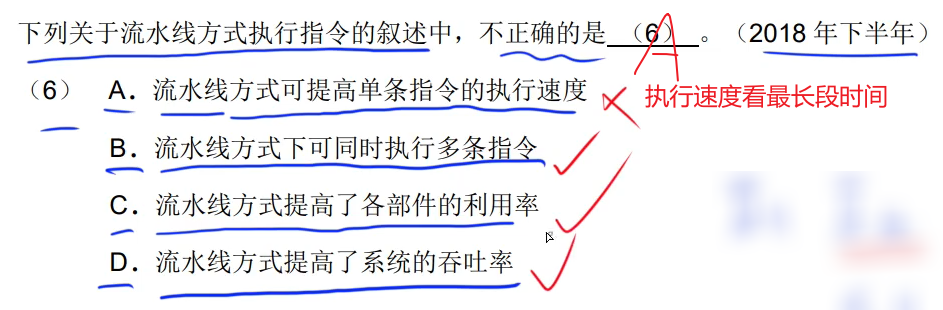 下列关于流水线方式执行指令的叙述中，不正确的是 （6） 。（2018 年下半年）
A
（6） A．流水线方式可提高单条指令的执行速度
执行速度看最长段时间
B．流水线方式下可同时执行多条指令
C．流水线方式提高了各部件的利用率
D．流水线方式提高了系统的吞吐率